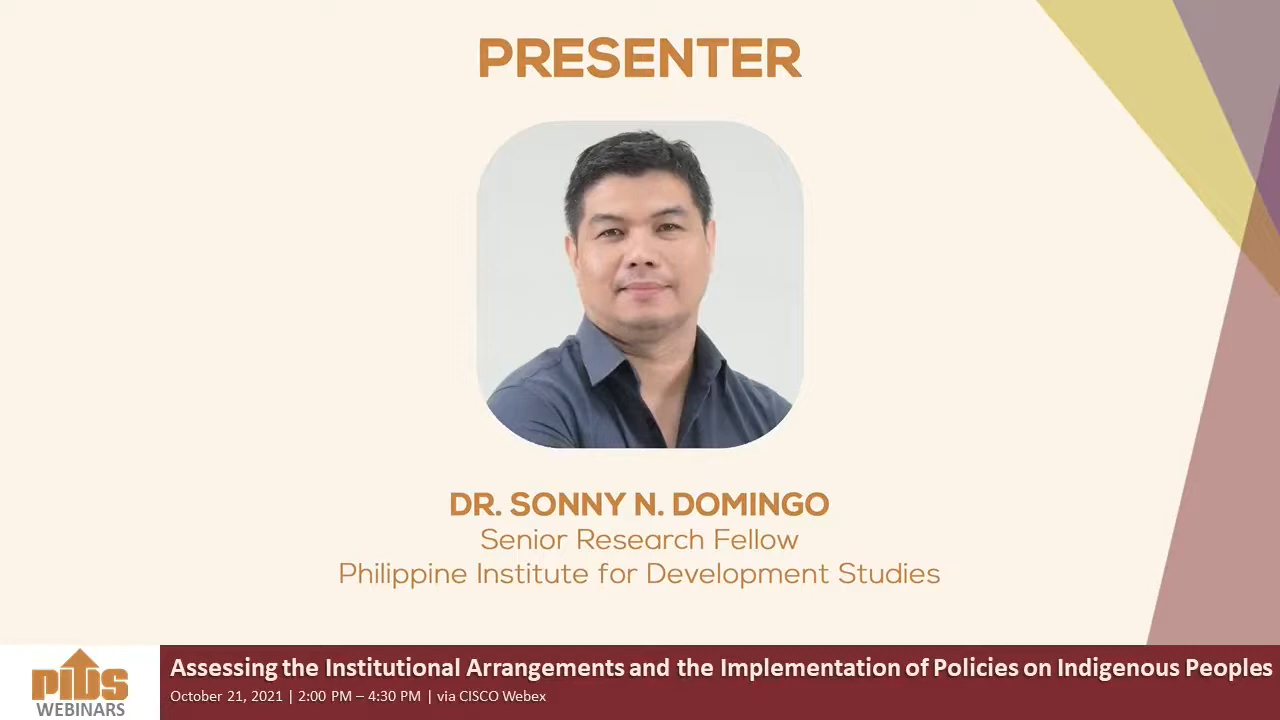 PRESENTER
DR. SONNY N. DOMINGO
Senior Research Fellow
Philippine Institute for Development Studies
pids
WEBINARS
Assessing the Institutional Arrangements and the Implementation of Policies on Indigenous Peoples
October 21, 2021 | 2:00 PM – 4:30 PM | via CISCO Webex